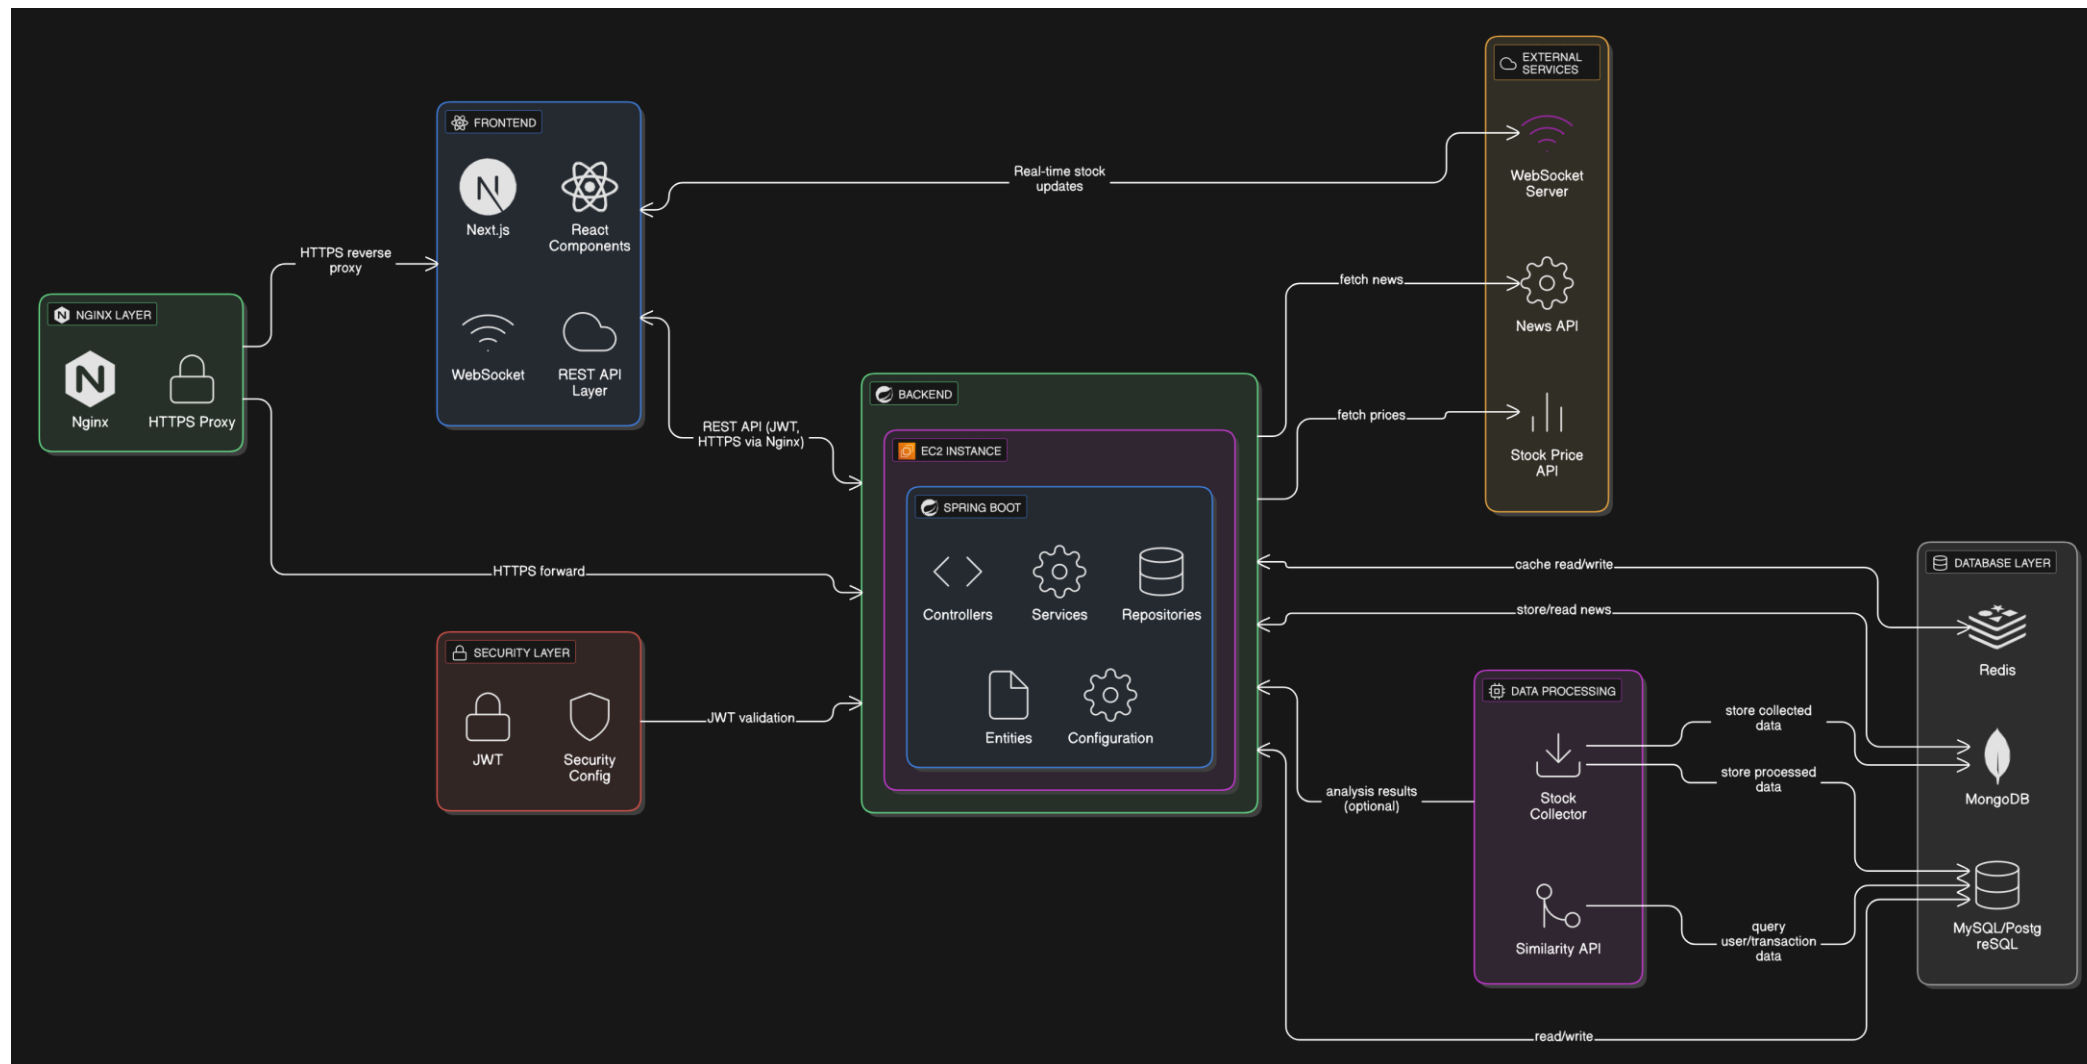 EXTERNAL
SERVICES
WebSocket
Server
News API
Stock Price
API
FRONTEND
Next.js
React
Components
WebSocket
REST API
Layer
Real-time stock
updates
HTTPS reverse
proxy
NGINX LAYER
Nginx
HTTPS Proxy
fetch news
fetch prices
REST API (JWT,
HTTPS via Nginx)
BACKEND
EC2 INSTANCE
SPRING BOOT
Controllers
Services
Repositories
Entities
Configuration
HTTPS forward
SECURITY LAYER
JWT
Security
Config
JWT validation
cache read/write
store/read news
DATABASE LAYER
Redis
MongoDB
MySQL/Postg
reSQL
DATA PROCESSING
Stock
Collector
Similarity API
store collected
data
store processed
data
analysis results
(optional)
query
user/transaction
data
read/write